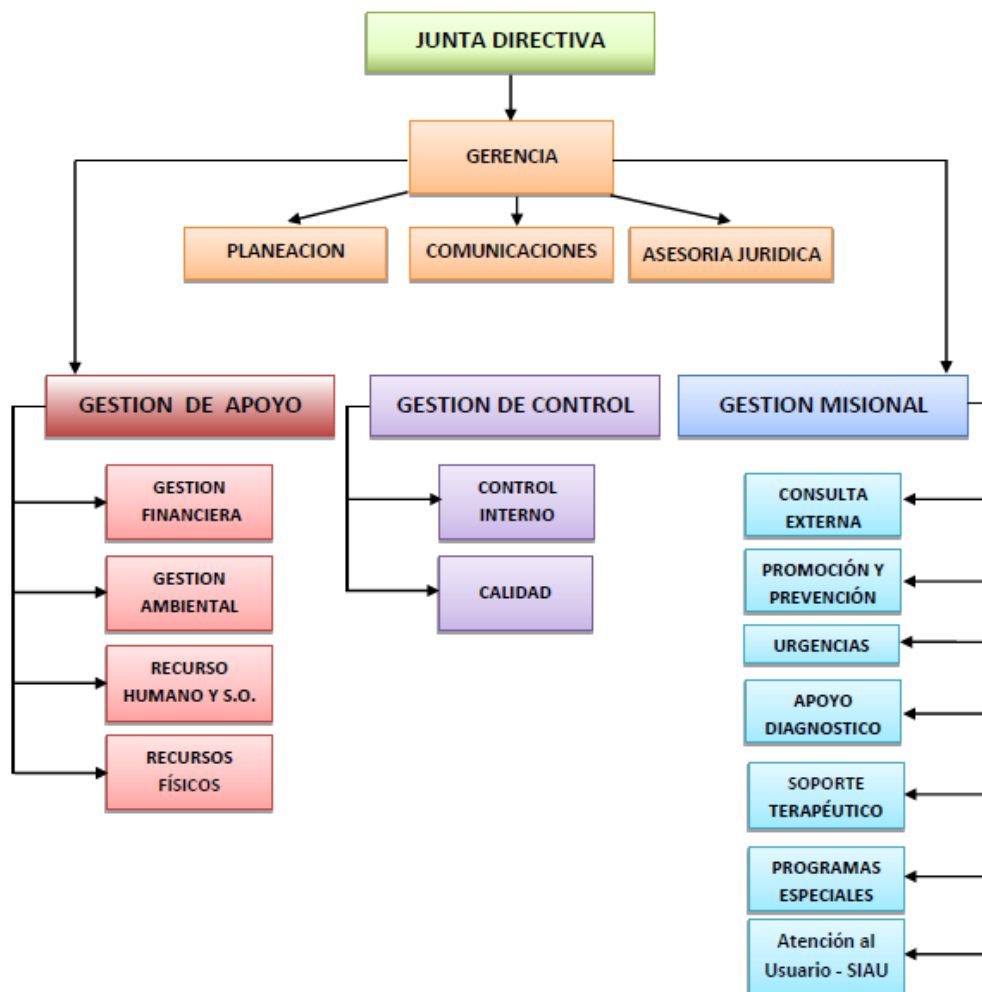 JUNTA DIRECTIVA
GERENCIA
PLANEACION
COMUNICACIONES
ASESORIA JURIDICA
GESTION DE APOYO
GESTION DE CONTROL
GESTION MISIONAL
GESTION
FINANCIERA
GESTION
AMBIENTAL
RECURSO
HUMANO Y S.O.
RECURSOS
FÍSICOS
CONTROL
INTERNO
CALIDAD
CONSULTA
EXTERNA
PROMOCIÓN Y
PREVENCIÓN
URGENCIAS
APOYO
DIAGNOSTICO
SOPORTE
TERAPÉUTICO
PROGRAMAS
ESPECIALES
Atención al
Usuario - SIAU